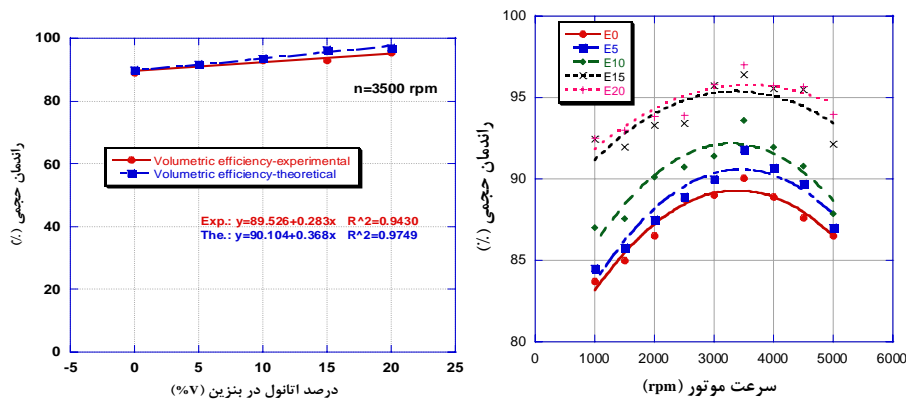 100
80
60
40
20
0
-5
0
5
10
15
20
25
راندمان حجمی (%)
درصد اتانول در بنزین (V%)
n=3500 rpm
Volumetric efficiency-experimental
Volumetric efficiency-theoretical
Exp.: y=89.526+0.283x R^2=0.9430
The.: y=90.104+0.368x R^2=0.9749
100
95
90
85
80
0
1000
2000
3000
4000
5000
6000
راندمان حجمی (%)
سرعت موتور (rpm)
E0
E5
E10
E15
E20